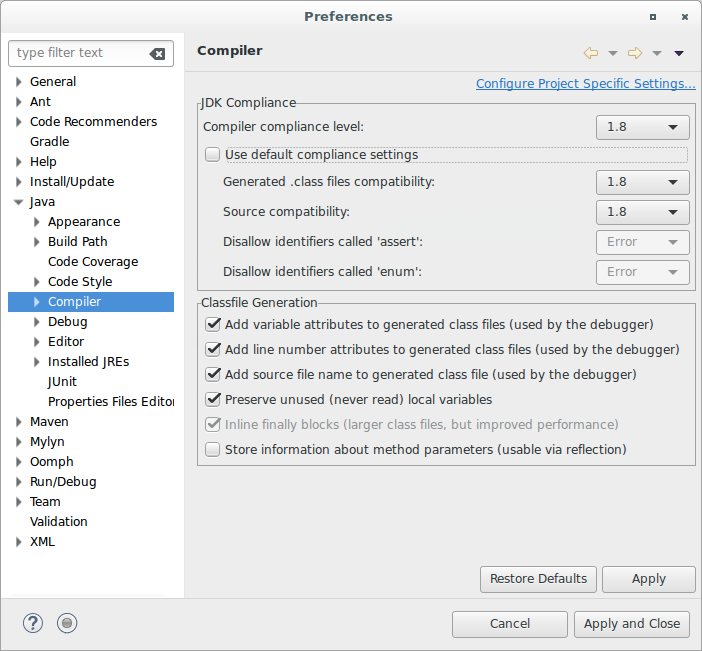 Preferences
type filter text
General
Ant
Code Recommenders
Gradle
Help
Install/Update
Java
Appearance
Build Path
Code Coverage
Code Style
Compiler
Debug
Editor
Installed JREs
JUnit
Properties Files Editor
Maven
Mylyn
Oomph
Run/Debug
Team
Validation
XML
Compiler
Configure Project Specific Settings...
JDK Compliance
Compiler compliance level: 1.8
Use default compliance settings
Generated .class files compatibility: 1.8
Source compatibility: 1.8
Disallow identifiers called 'assert': Error
Disallow identifiers called 'enum': Error
Classfile Generation
Add variable attributes to generated class files (used by the debugger)
Add line number attributes to generated class files (used by the debugger)
Add source file name to generated class file (used by the debugger)
Preserve unused (never read) local variables
Inline finally blocks (larger class files, but improved performance)
Store information about method parameters (usable via reflection)
Restore Defaults Apply
? Cancel Apply and Close